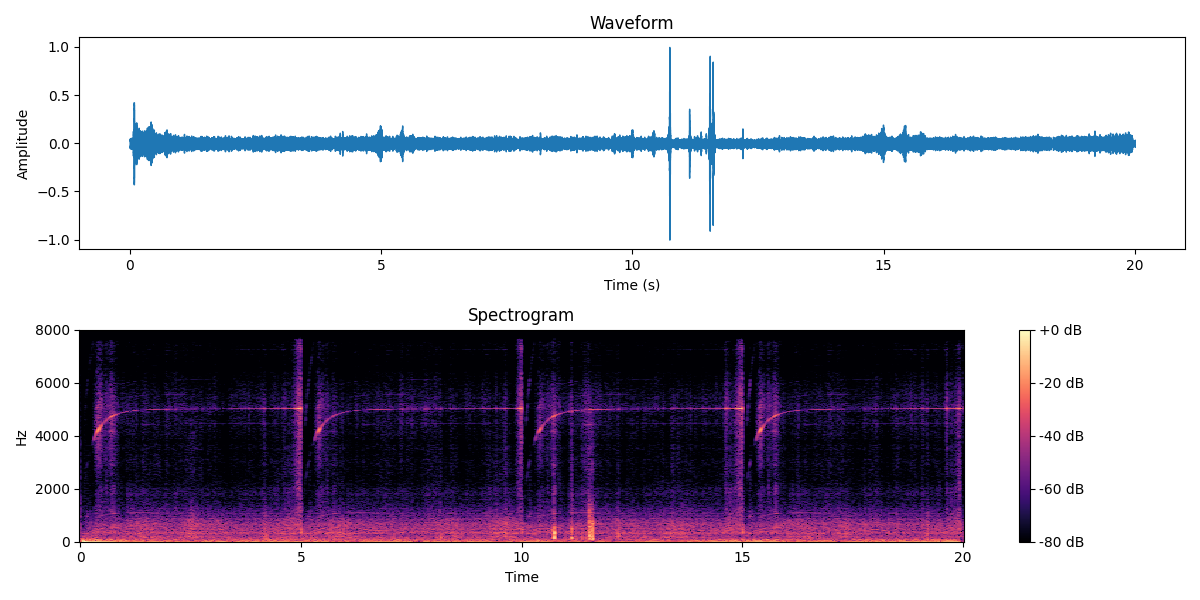 Waveform
1.0
0.5
0.0
−0.5
−1.0
Amplitude
0 5 10 15 20
Time (s)
Spectrogram
8000
6000
4000
2000
0
Hz
0 5 10 15 20
Time
+0 dB
-20 dB
-40 dB
-60 dB
-80 dB